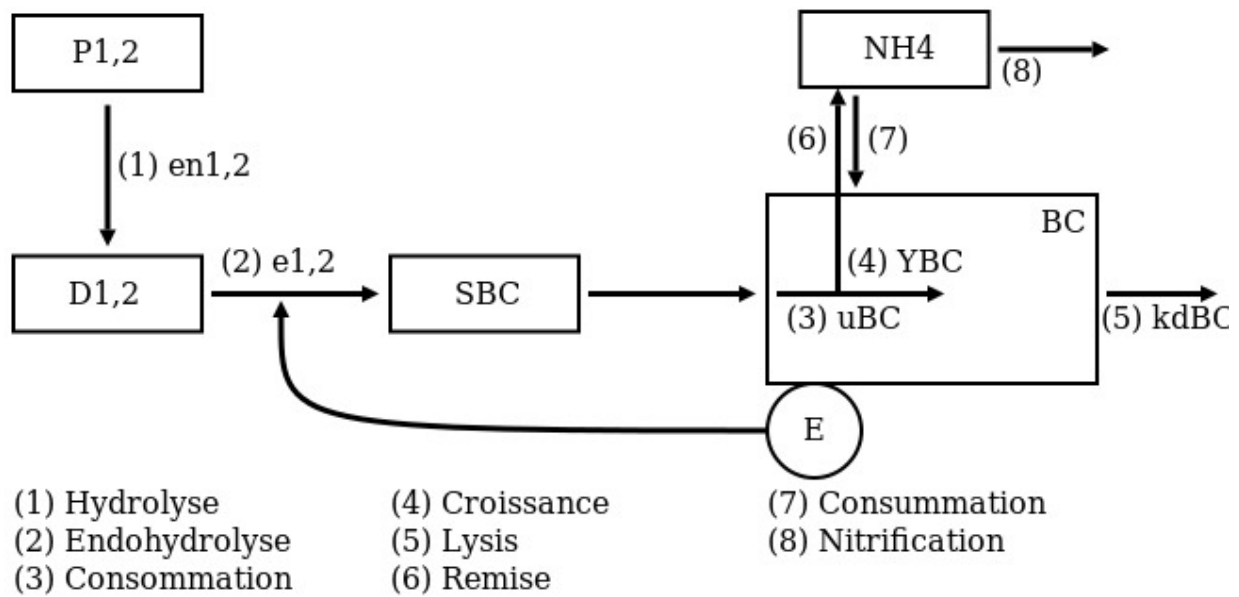 P1,2
NH4
(8)
(1) en1,2
(6)
(7)
BC
D1,2
(2) e1,2
SBC
(4) YBC
(3) uBC
(5) kdBC
E
(1) Hydrolyse
(2) Endohydrolyse
(3) Consommation
(4) Croissance
(5) Lysis
(6) Remise
(7) Consummation
(8) Nitrification